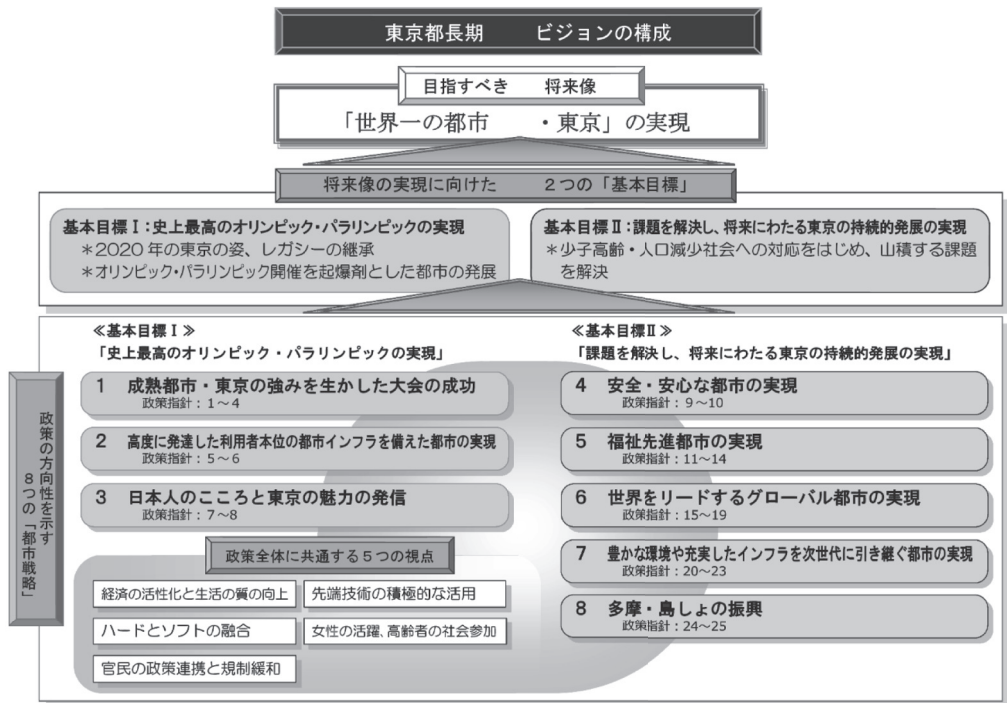 東京都長期 ビジョンの構成
目指すべき 将来像
「世界一の都市 ・東京」の実現
将来像の実現に向けた 2つの「基本目標」
基本目標Ⅰ：史上最高のオリンピック・パラリンピックの実現
＊2020年の東京の姿、レガシーの継承
＊オリンピック・パラリンピック開催を起爆剤とした都市の発展
基本目標Ⅱ：課題を解決し、将来にわたる東京の持続的発展の実現
＊少子高齢・人口減少社会への対応をはじめ、山積する課題
を解決
政策の方向性を示す
8つの「都市戦略」
≪基本目標Ⅰ≫
「史上最高のオリンピック・パラリンピックの実現」
1 成熟都市・東京の強みを生かした大会の成功
政策指針：1～4
2 高度に発達した利用者本位の都市インフラを備えた都市の実現
政策指針：5～6
3 日本人のこころと東京の魅力の発信
政策指針：7～8
政策全体に共通する5つの視点
経済の活性化と生活の質の向上
先端技術の積極的な活用
ハードとソフトの融合
女性の活躍、高齢者の社会参加
官民の政策連携と規制緩和
≪基本目標Ⅱ≫
「課題を解決し、将来にわたる東京の持続的発展の実現」
4 安全・安心な都市の実現
政策指針：9～10
5 福祉先進都市の実現
政策指針：11～14
6 世界をリードするグローバル都市の実現
政策指針：15～19
7 豊かな環境や充実したインフラを次世代に引き継ぐ都市の実現
政策指針：20～23
8 多摩・島しょの振興
政策指針：24～25